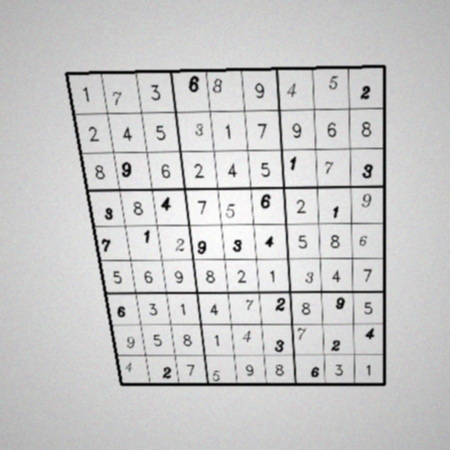 1 7 3 6 8 9 4 5 2
2 4 5 3 1 7 9 6 8
8 9 6 2 4 5 1 7 3
3 8 4 7 5 6 2 1 9
7 1 2 9 3 4 5 8 6
5 6 9 8 2 1 3 4 7
6 3 1 4 7 2 8 9 5
9 5 8 1 4 3 7 2 4
4 2 7 5 9 8 6 3 1